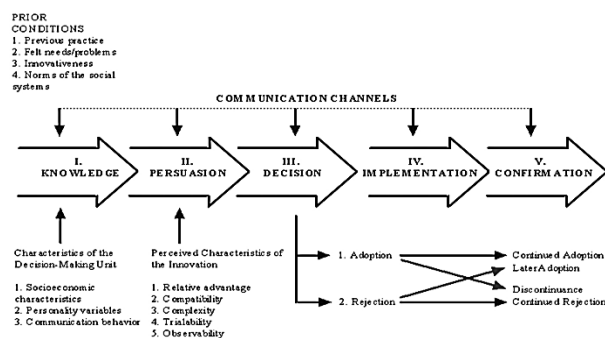 PRIOR
CONDITIONS
1. Previous practice
2. Felt needs/problems
3. Innovativeness
4. Norms of the social
systems
COMMUNICATION CHANNELS
I.
KNOWLEDGE
II.
PERSUASION
III.
DECISION
IV.
IMPLEMENTATION
V.
CONFIRMATION
Characteristics of the
Decision-Making Unit
1. Socioeconomic
characteristics
2. Personality variables
3. Communication behavior
Perceived Characteristics of
the Innovation
1. Relative advantage
2. Compatibility
3. Complexity
4. Trialability
5. Observability
1. Adoption
2. Rejection
Continued Adoption
Later Adoption
Discontinuance
Continued Rejection